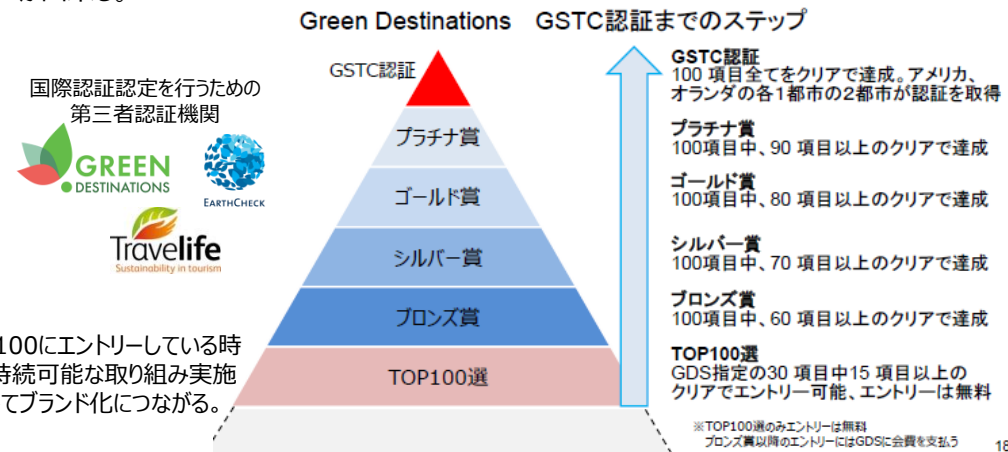 Green Destinations GSTC認証までのステップ
国際認証認定を行うための
第三者認証機関
GREEN
DESTINATIONS
EARTHCHECK
Travelife
Sustainability in tourism
100にエントリーしている時
持続可能な取り組み実施
てブランド化につながる。
GSTC認証
プラチナ賞
ゴールド賞
シルバー賞
ブロンズ賞
TOP100選
GSTC認証
100 項目全てをクリアで達成。アメリカ、
オランダの各1都市の2都市が認証を取得
プラチナ賞
100項目中、90 項目以上のクリアで達成
ゴールド賞
100項目中、80 項目以上のクリアで達成
シルバー賞
100項目中、70 項目以上のクリアで達成
ブロンズ賞
100項目中、60 項目以上のクリアで達成
TOP100選
GDS指定の30 項目中15 項目以上の
クリアでエントリー可能、エントリーは無料
※TOP100選のみエントリーは無料
ブロンズ賞以降のエントリーにはGDSに会費を支払う
18